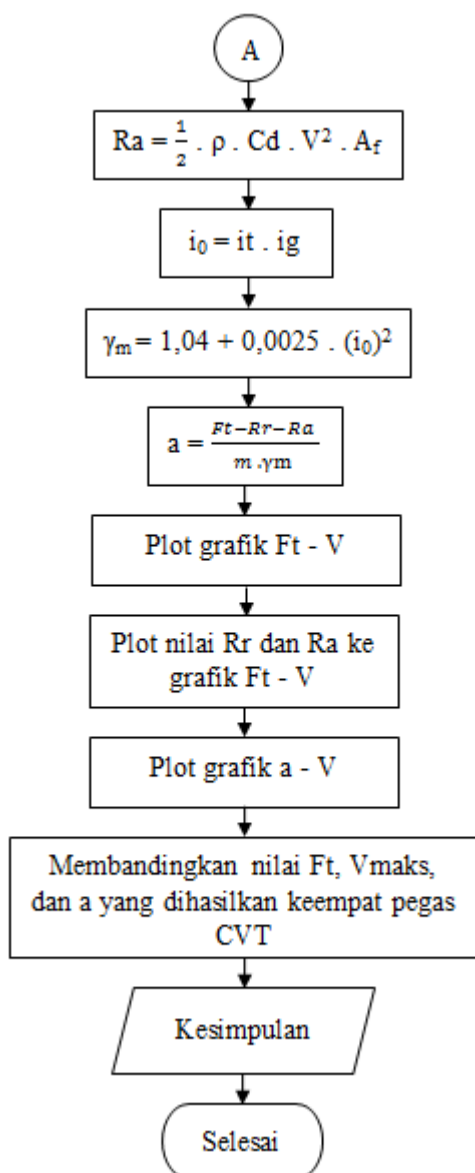 A
Ra = 1/2 . ρ . Cd . V² . A_f
i₀ = it . ig
γₘ = 1,04 + 0,0025 . (i₀)²
a = Ft−Rr−Ra / m .γm
Plot grafik Ft - V
Plot nilai Rr dan Ra ke
grafik Ft - V
Plot grafik a - V
Membandingkan nilai Ft, Vmaks,
dan a yang dihasilkan keempat pegas
CVT
Kesimpulan
Selesai